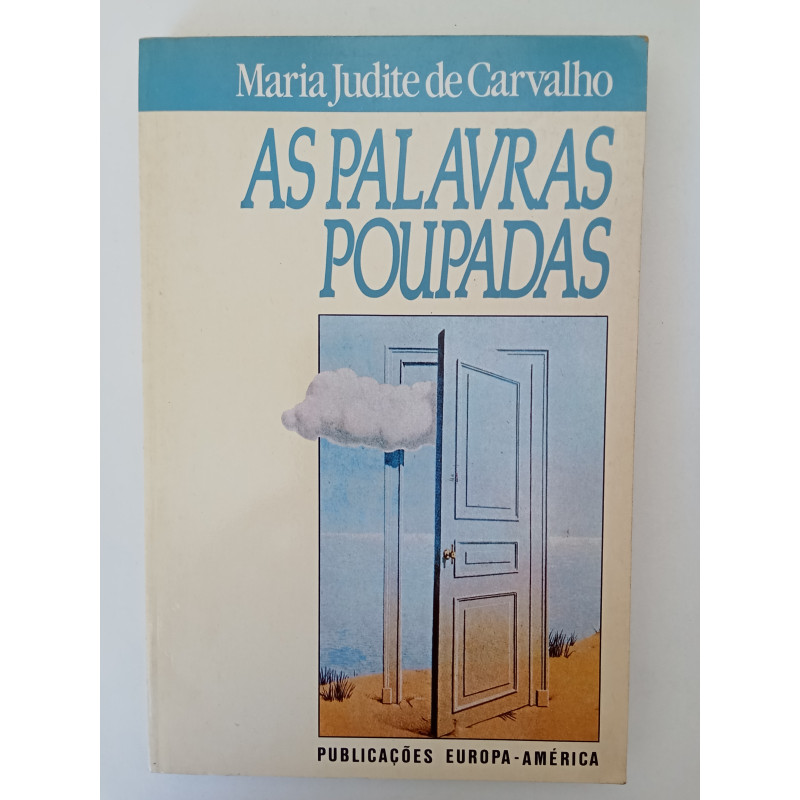 Maria Judite de Carvalho
AS PALAVRAS
POUPADAS
PUBLICAÇÕES EUROPA-AMÉRICA